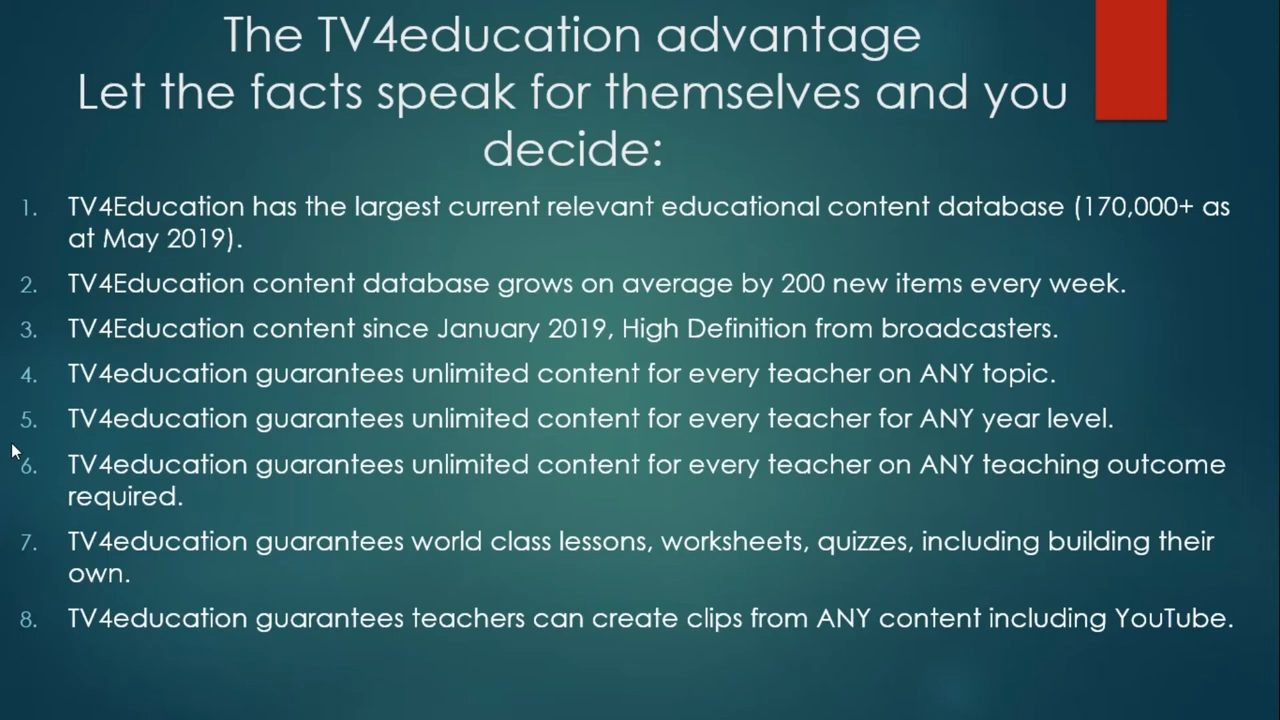 The TV4education advantage
Let the facts speak for themselves and you
decide:
1. TV4Education has the largest current relevant educational content database (170,000+ as
at May 2019).
2. TV4Education content database grows on average by 200 new items every week.
3. TV4Education content since January 2019, High Definition from broadcasters.
4. TV4education guarantees unlimited content for every teacher on ANY topic.
5. TV4education guarantees unlimited content for every teacher for ANY year level.
6. TV4education guarantees unlimited content for every teacher on ANY teaching outcome
required.
7. TV4education guarantees world class lessons, worksheets, quizzes, including building their
own.
8. TV4education guarantees teachers can create clips from ANY content including YouTube.